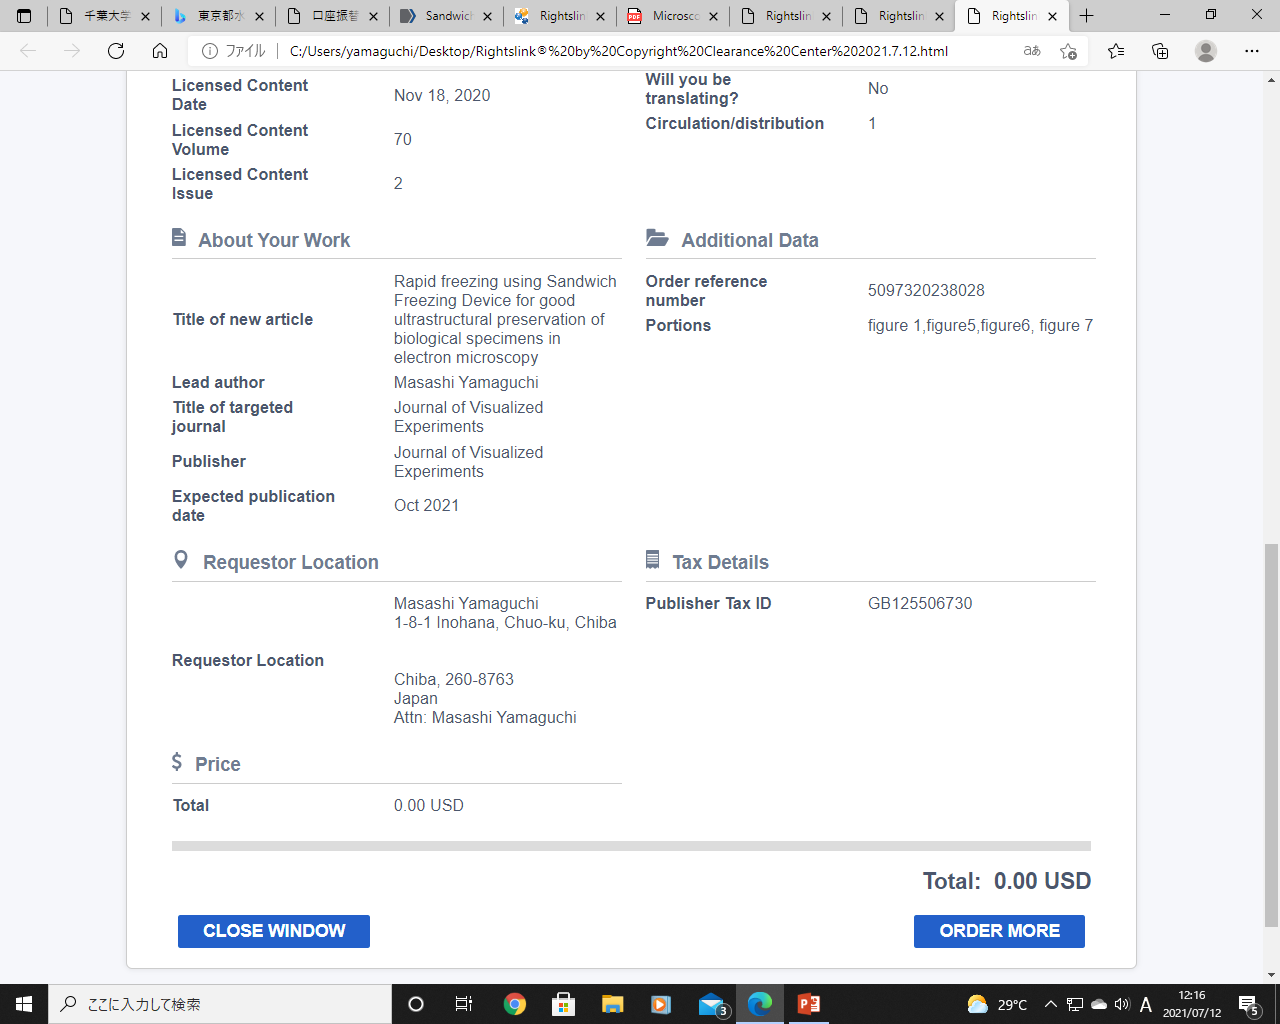 千葉大学
東京都水
口座振替
Sandwich
Rightslin
Microsco
Rightslin
Rightslin
Rightslin
ファイル
C:/Users/yamaguchi/Desktop/Rightslink®%20by%20Copyright%20Clearance%20Center%202021.7.12.html
Licensed Content
Date
Nov 18, 2020
Licensed Content
Volume
70
Licensed Content
Issue
2
Will you be
translating?
No
Circulation/distribution
1
About Your Work
Title of new article
Rapid freezing using Sandwich
Freezing Device for good
ultrastructural preservation of
biological specimens in
electron microscopy
Lead author
Masashi Yamaguchi
Title of targeted
journal
Journal of Visualized
Experiments
Publisher
Journal of Visualized
Experiments
Expected publication
date
Oct 2021
Additional Data
Order reference
number
5097320238028
Portions
figure 1,figure5,figure6, figure 7
Requestor Location
Requestor Location
Masashi Yamaguchi
1-8-1 Inohana, Chuo-ku, Chiba
Chiba, 260-8763
Japan
Attn: Masashi Yamaguchi
Tax Details
Publisher Tax ID
GB125506730
$ Price
Total
0.00 USD
Total: 0.00 USD
CLOSE WINDOW
ORDER MORE
ここに入力して検索
3
29°C
A
12:16
2021/07/12
5